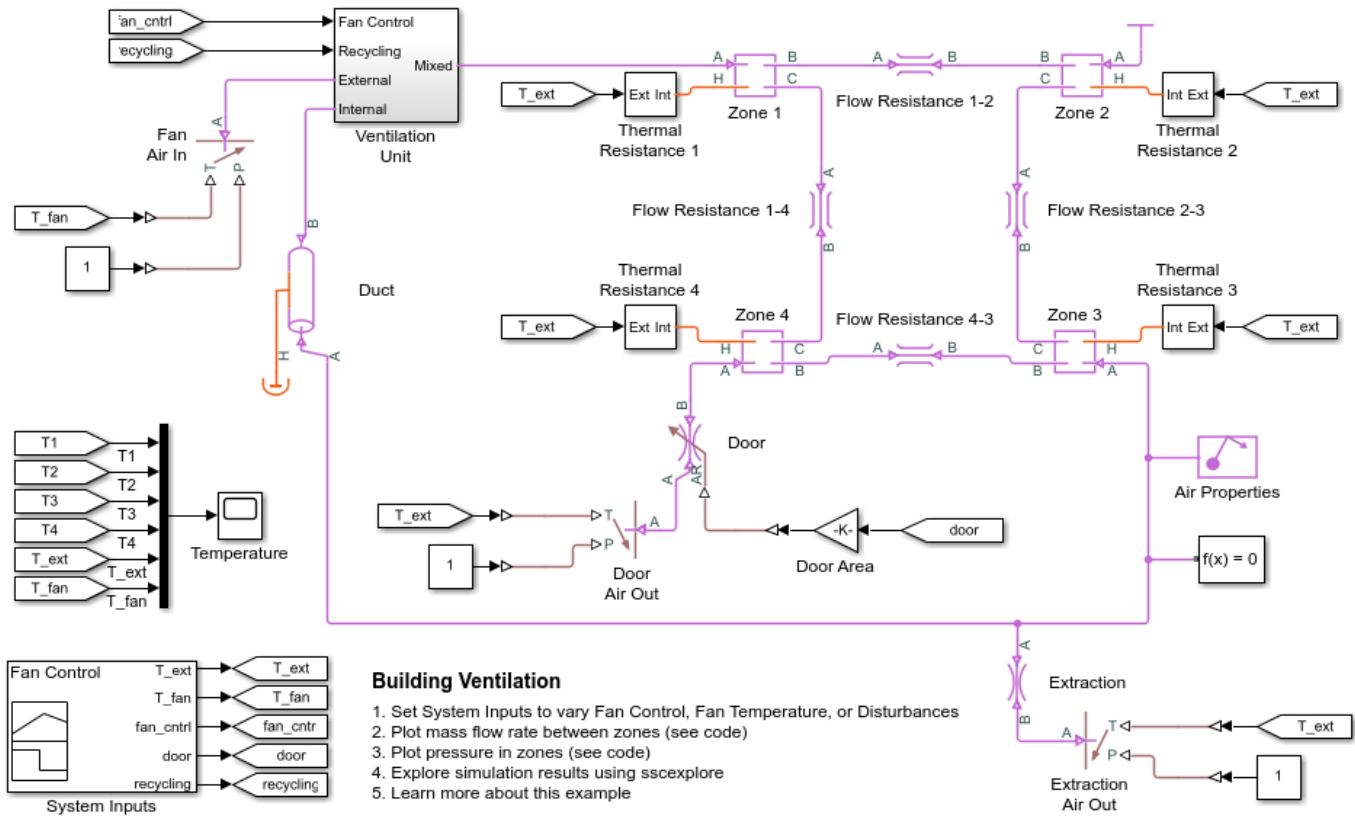 fan_cntrl
Fan Control
recycling
Recycling
External
Internal
Mixed
Ventilation
Unit
A
Fan
Air In
T
P
T_fan
1
B
Duct
H
A
A
B
H
C
Zone 1
T_ext
Ext Int
Thermal
Resistance 1
A
B
Flow Resistance 1-2
B
A
C
H
Zone 2
Int Ext
T_ext
Thermal
Resistance 2
A
Flow Resistance 1-4
B
A
Flow Resistance 2-3
B
Thermal
Resistance 4
T_ext
Ext Int
Zone 4
H
C
A
B
Flow Resistance 4-3
A
B
Zone 3
C
H
B
A
Thermal
Resistance 3
Int Ext
T_ext
B
Door
A
AR
T_ext
T
A
P
1
Door
Air Out
-K-
Door Area
door
Air Properties
f(x) = 0
T1
T1
T2
T2
T3
T3
T4
T4
T_ext
T_ext
T_fan
T_fan
Temperature
Fan Control
T_ext
T_ext
T_fan
T_fan
fan_cntrl
fan_cntr
door
door
recycling
recycling
System Inputs
Building Ventilation
1. Set System Inputs to vary Fan Control, Fan Temperature, or Disturbances
2. Plot mass flow rate between zones (see code)
3. Plot pressure in zones (see code)
4. Explore simulation results using sscexplore
5. Learn more about this example
A
Extraction
B
A
T
T_ext
P
1
Extraction
Air Out